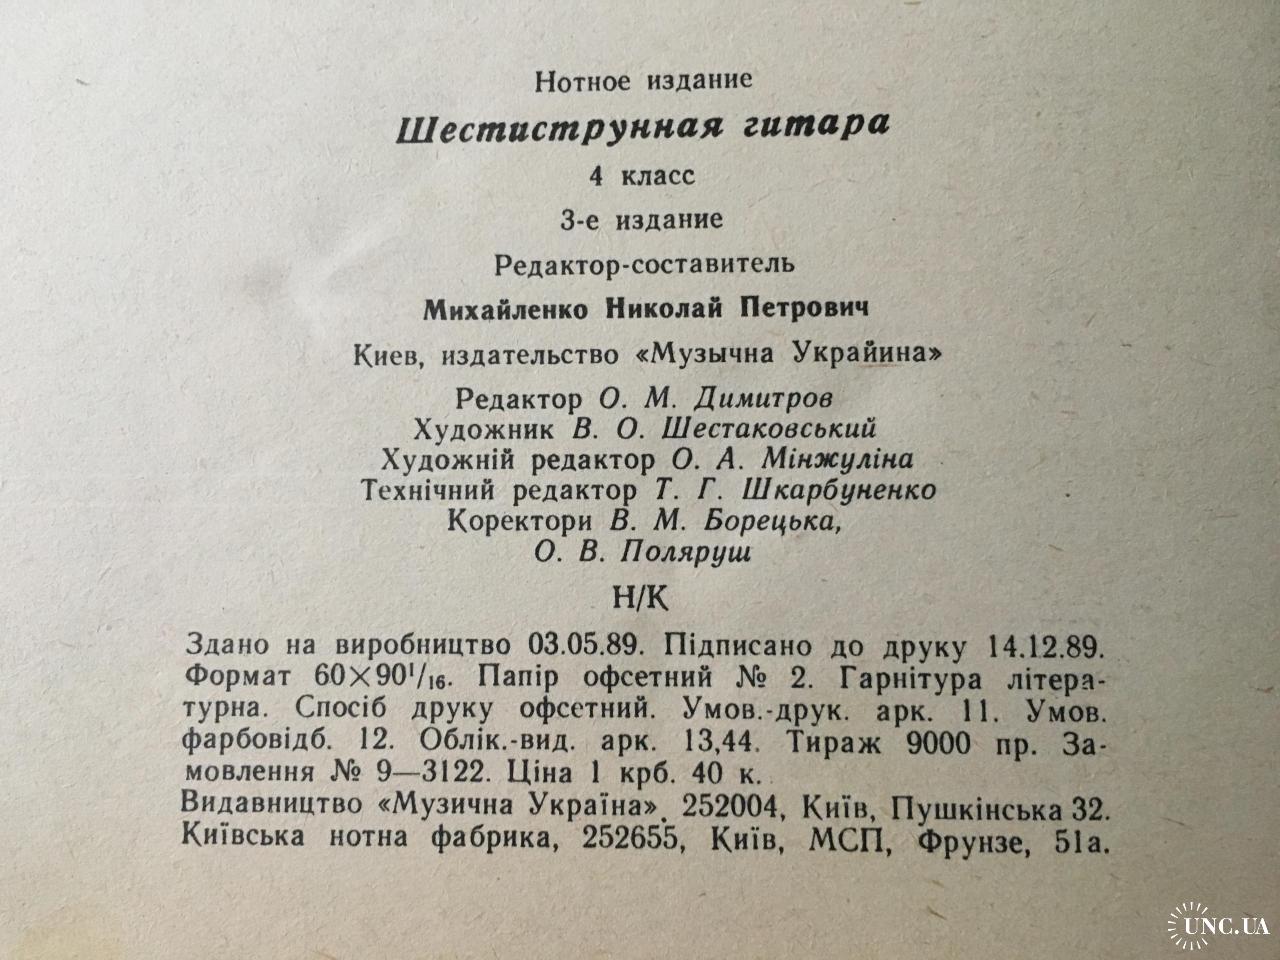 Нотное издание
Шестиструнная гитара
4 класс
3-е издание
Редактор-составитель
Михайленко Николай Петрович
Киев, издательство «Музычна Украйина»
Редактор О. М. Димитров
Художник В. О. Шестаковський
Художній редактор О. А. Мінжуліна
Технічний редактор Т. Г. Шкарбуненко
Коректори В. М. Борецька,
О. В. Поляруш
Н/К
Здано на виробництво 03.05.89. Підписано до друку 14.12.89.
Формат 60×90¹/₁₆. Папір офсетний № 2. Гарнітура літера-
турна. Спосіб друку офсетний. Умов.-друк. арк. 11. Умов.
фарбовідб. 12. Облік.-вид. арк. 13,44. Тираж 9000 пр. За-
мовлення № 9—3122. Ціна 1 крб. 40 к.
Видавництво «Музична Україна». 252004, Київ, Пушкінська 32.
Київська нотна фабрика, 252655, Київ, МСП, Фрунзе, 51а.
UNC.UA